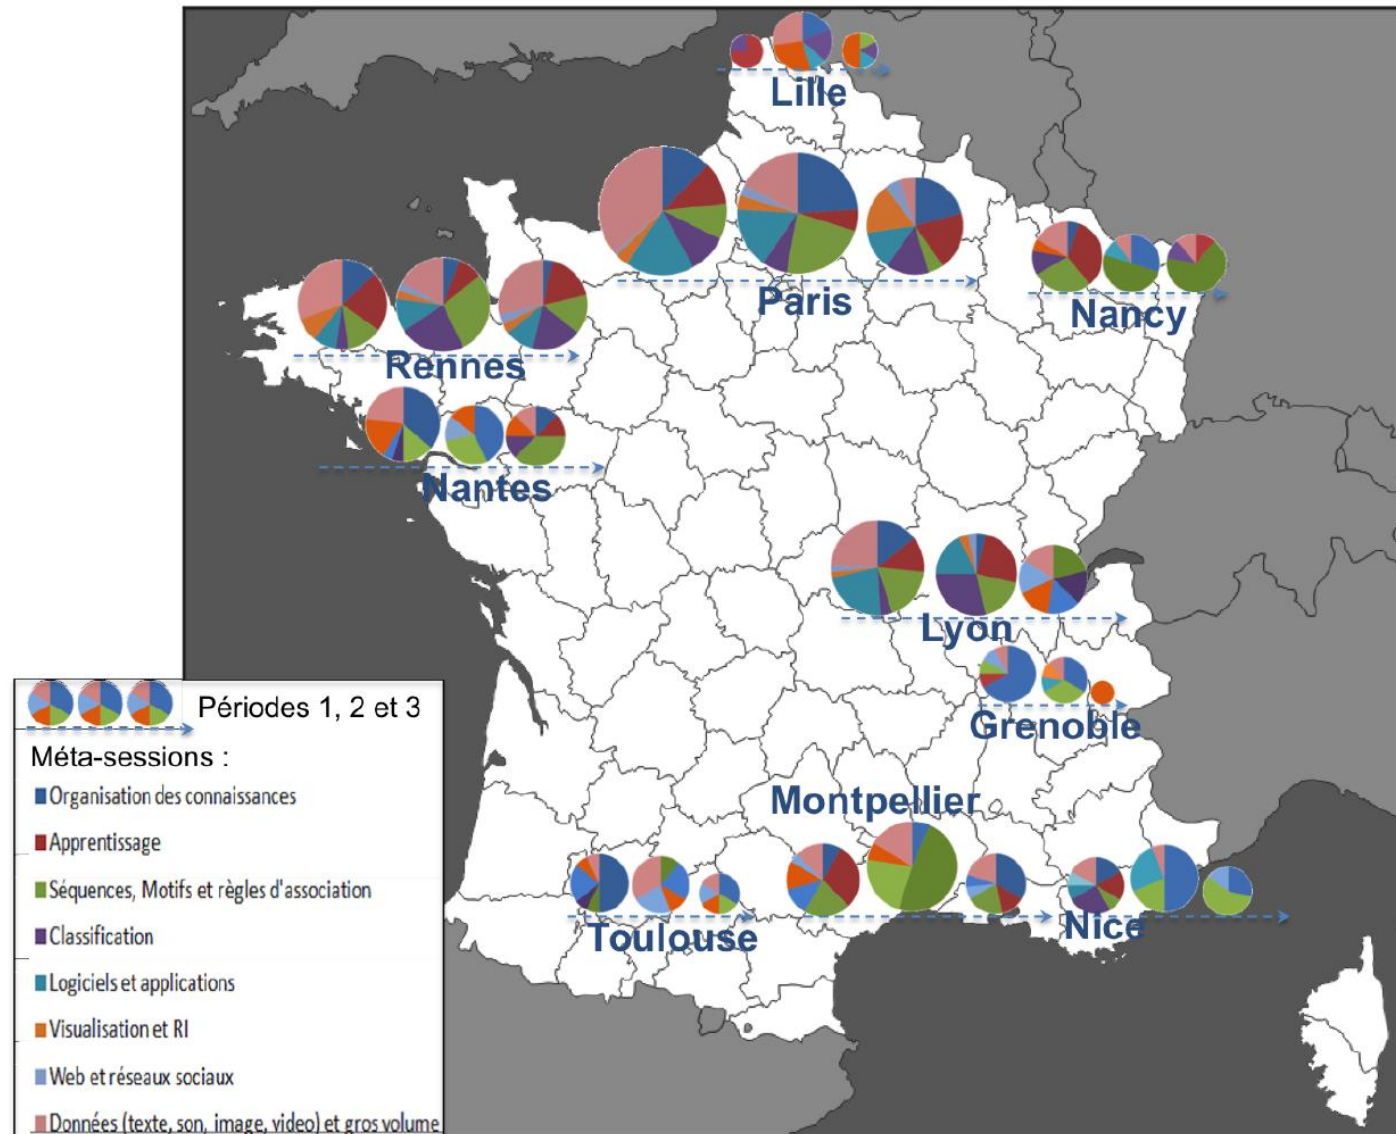 Lille
Paris
Nancy
Rennes
Nantes
Lyon
Grenoble
Montpellier
Toulouse
Nice
Périodes 1, 2 et 3
Méta-sessions :
Organisation des connaissances
Apprentissage
Séquences, Motifs et règles d'association
Classification
Logiciels et applications
Visualisation et RI
Web et réseaux sociaux
Données (texte, son, image, video) et gros volume